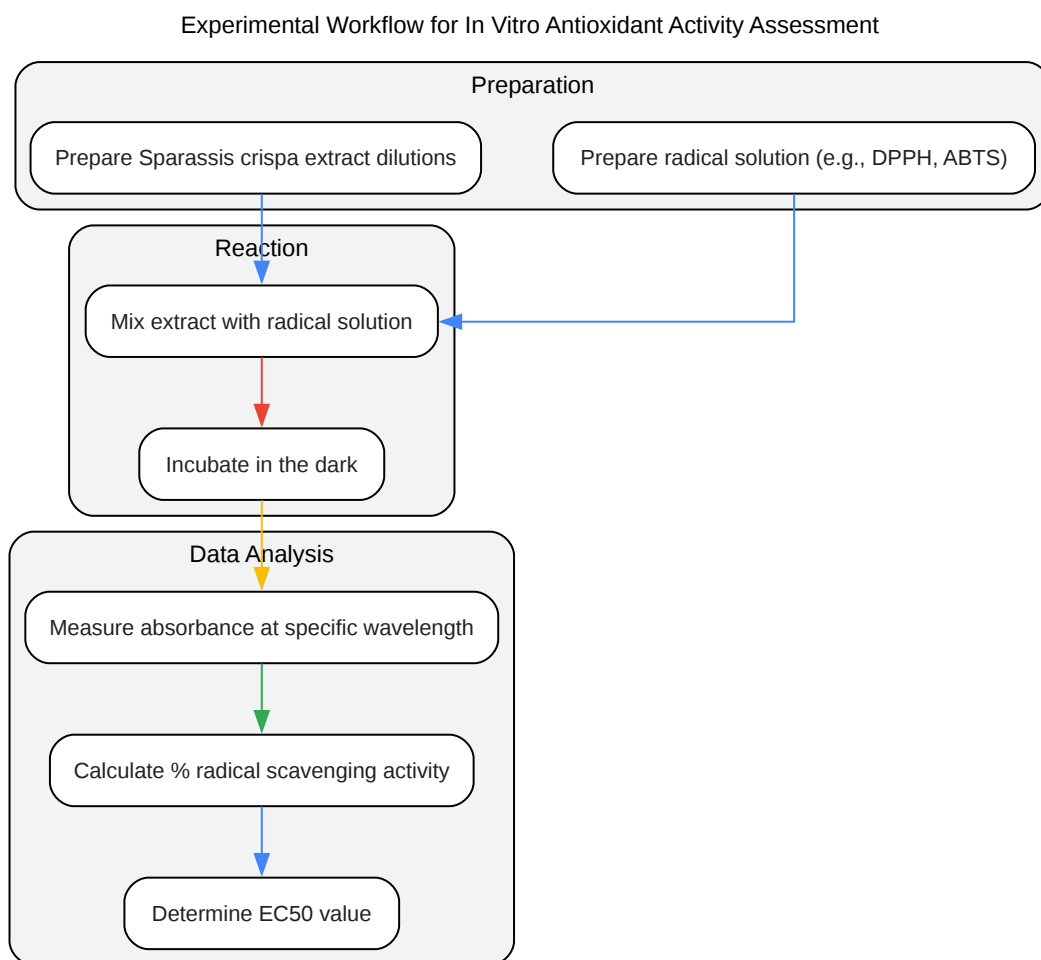 Experimental Workflow for In Vitro Antioxidant Activity Assessment
Preparation
Prepare Sparassis crispa extract dilutions
Prepare radical solution (e.g., DPPH, ABTS)
Reaction
Mix extract with radical solution
Incubate in the dark
Data Analysis
Measure absorbance at specific wavelength
Calculate % radical scavenging activity
Determine EC50 value